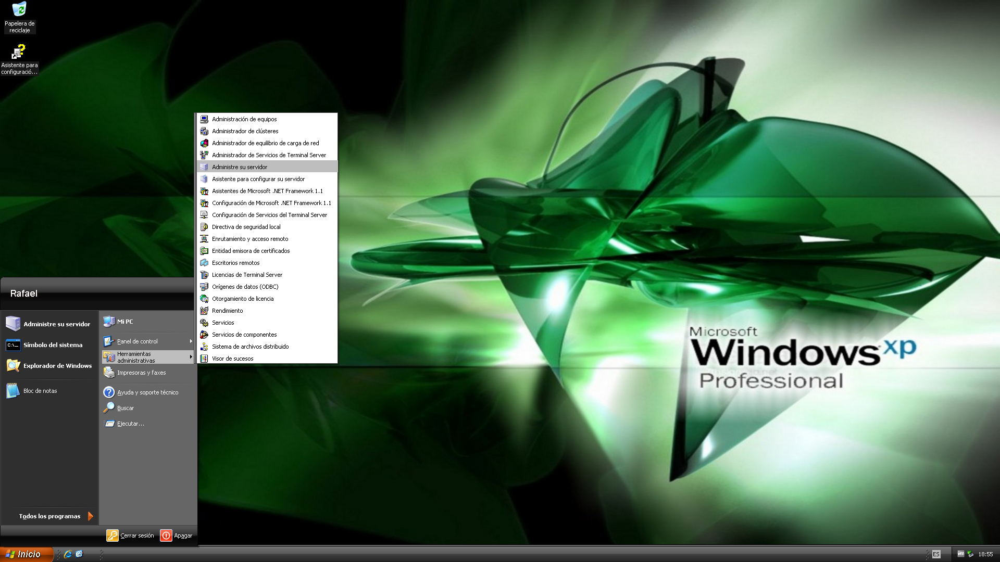 Papelera de
reciclaje
Asistente para
configuració...
Administración de equipos
Administrador de clústeres
Administrador de equilibrio de carga de red
Administrador de Servicios de Terminal Server
Administre su servidor
Asistente para configurar su servidor
Asistentes de Microsoft .NET Framework 1.1
Configuración de Microsoft .NET Framework 1.1
Configuración de Servicios del Terminal Server
Directiva de seguridad local
Enrutamiento y acceso remoto
Entidad emisora de certificados
Escritorios remotos
Licencias de Terminal Server
Orígenes de datos (ODBC)
Otorgamiento de licencia
Rendimiento
Servicios
Servicios de componentes
Sistema de archivos distribuido
Visor de sucesos
Rafael
Administre su servidor
Símbolo del sistema
Explorador de Windows
Bloc de notas
Todos los programas
Mi PC
Panel de control
Herramientas
administrativas
Impresoras y faxes
Ayuda y soporte técnico
Buscar
Ejecutar...
Cerrar sesión
Apagar
Microsoft
Windows xp
Professional
Inicio
ES
vm
18:55